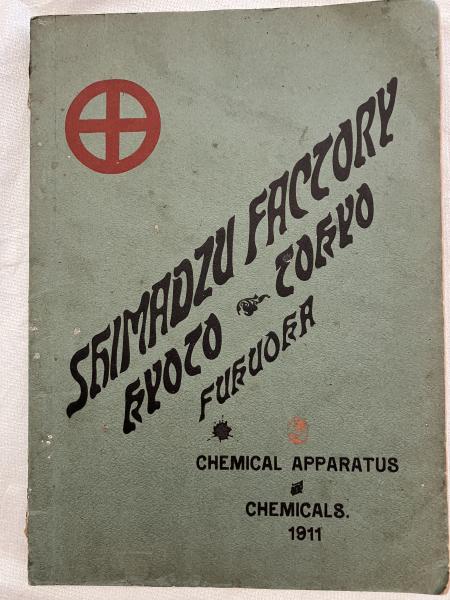 SHIMADZU FACTORY
KYOTO TOKYO
FUKUOKA
CHEMICAL APPARATUS
&
CHEMICALS.
1911